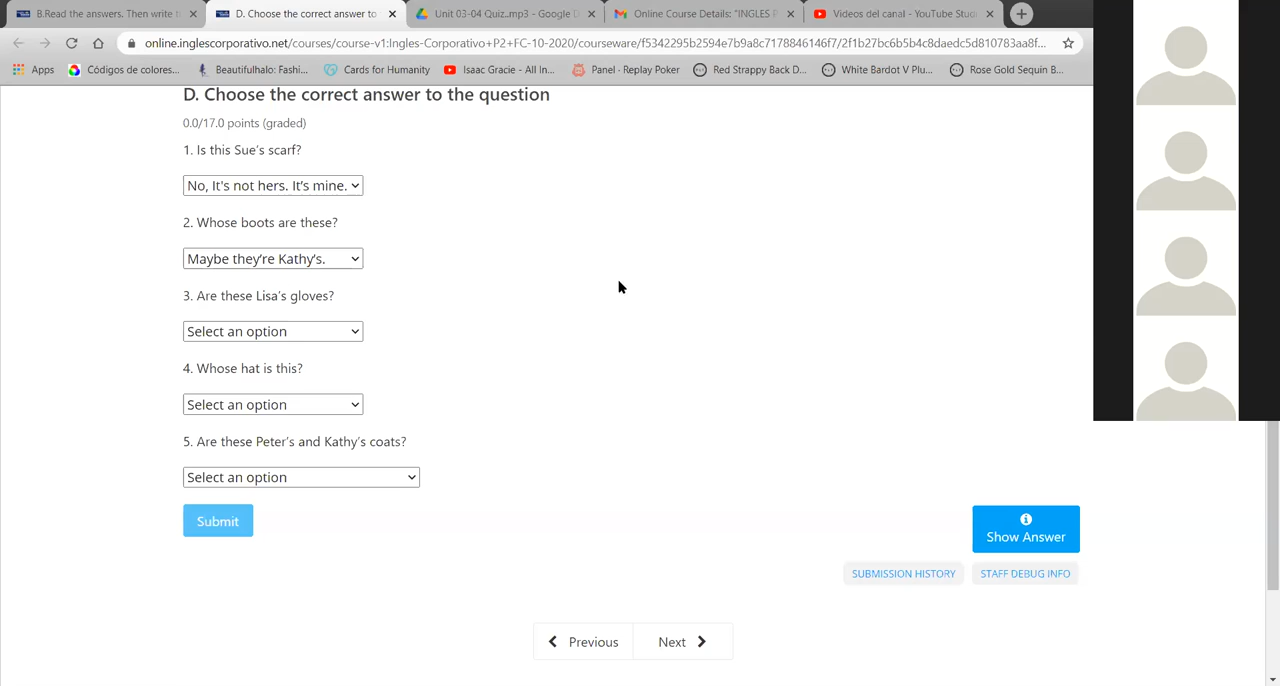 B.Read the answers. Then write t
D. Choose the correct answer to
Unit 03-04 Quiz..mp3 - Google D
Online Course Details: "INGLES P
Videos del canal - YouTube Stud
online.inglescorporativo.net/courses/course-v1:Ingles-Corporativo+P2+FC-10-2020/courseware/f5342295b2594e7b9a8c7178846146f7/2f1b27bc6b5b4c8daedc5d810783aa8f...
Apps
Códigos de colores...
Beautifulhalo: Fashi...
Cards for Humanity
Isaac Gracie - All In...
Panel · Replay Poker
Red Strappy Back D...
White Bardot V Plu...
Rose Gold Sequin B...
D. Choose the correct answer to the question
0.0/17.0 points (graded)
1. Is this Sue's scarf?
No, It's not hers. It's mine.
2. Whose boots are these?
Maybe they're Kathy's.
3. Are these Lisa's gloves?
Select an option
4. Whose hat is this?
Select an option
5. Are these Peter's and Kathy's coats?
Select an option
Submit
Show Answer
SUBMISSION HISTORY
STAFF DEBUG INFO
Previous
Next